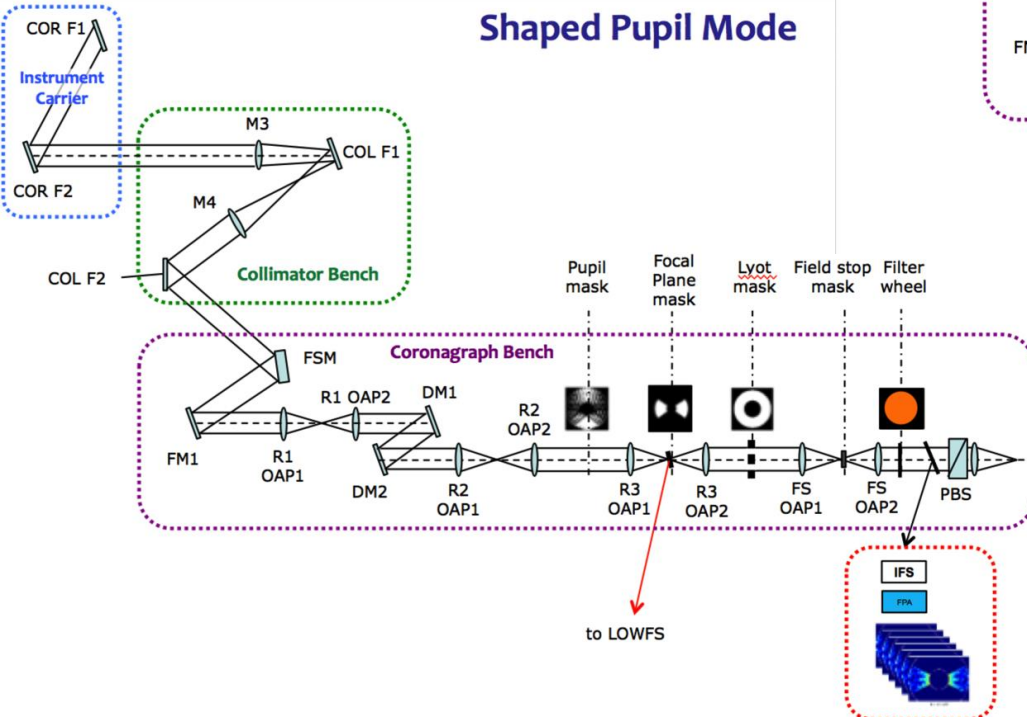 Shaped Pupil Mode
COR F1
Instrument
Carrier
COR F2
M3
COL F1
M4
COL F2
Collimator Bench
Coronagraph Bench
FSM
FM1
R1
OAP1
R1 OAP2
DM1
DM2
R2
OAP1
R2
OAP2
Pupil
mask
Focal
Plane
mask
Lyot
mask
Field stop
mask
Filter
wheel
R3
OAP1
R3
OAP2
FS
OAP1
FS
OAP2
PBS
to LOWFS
IFS
FPA